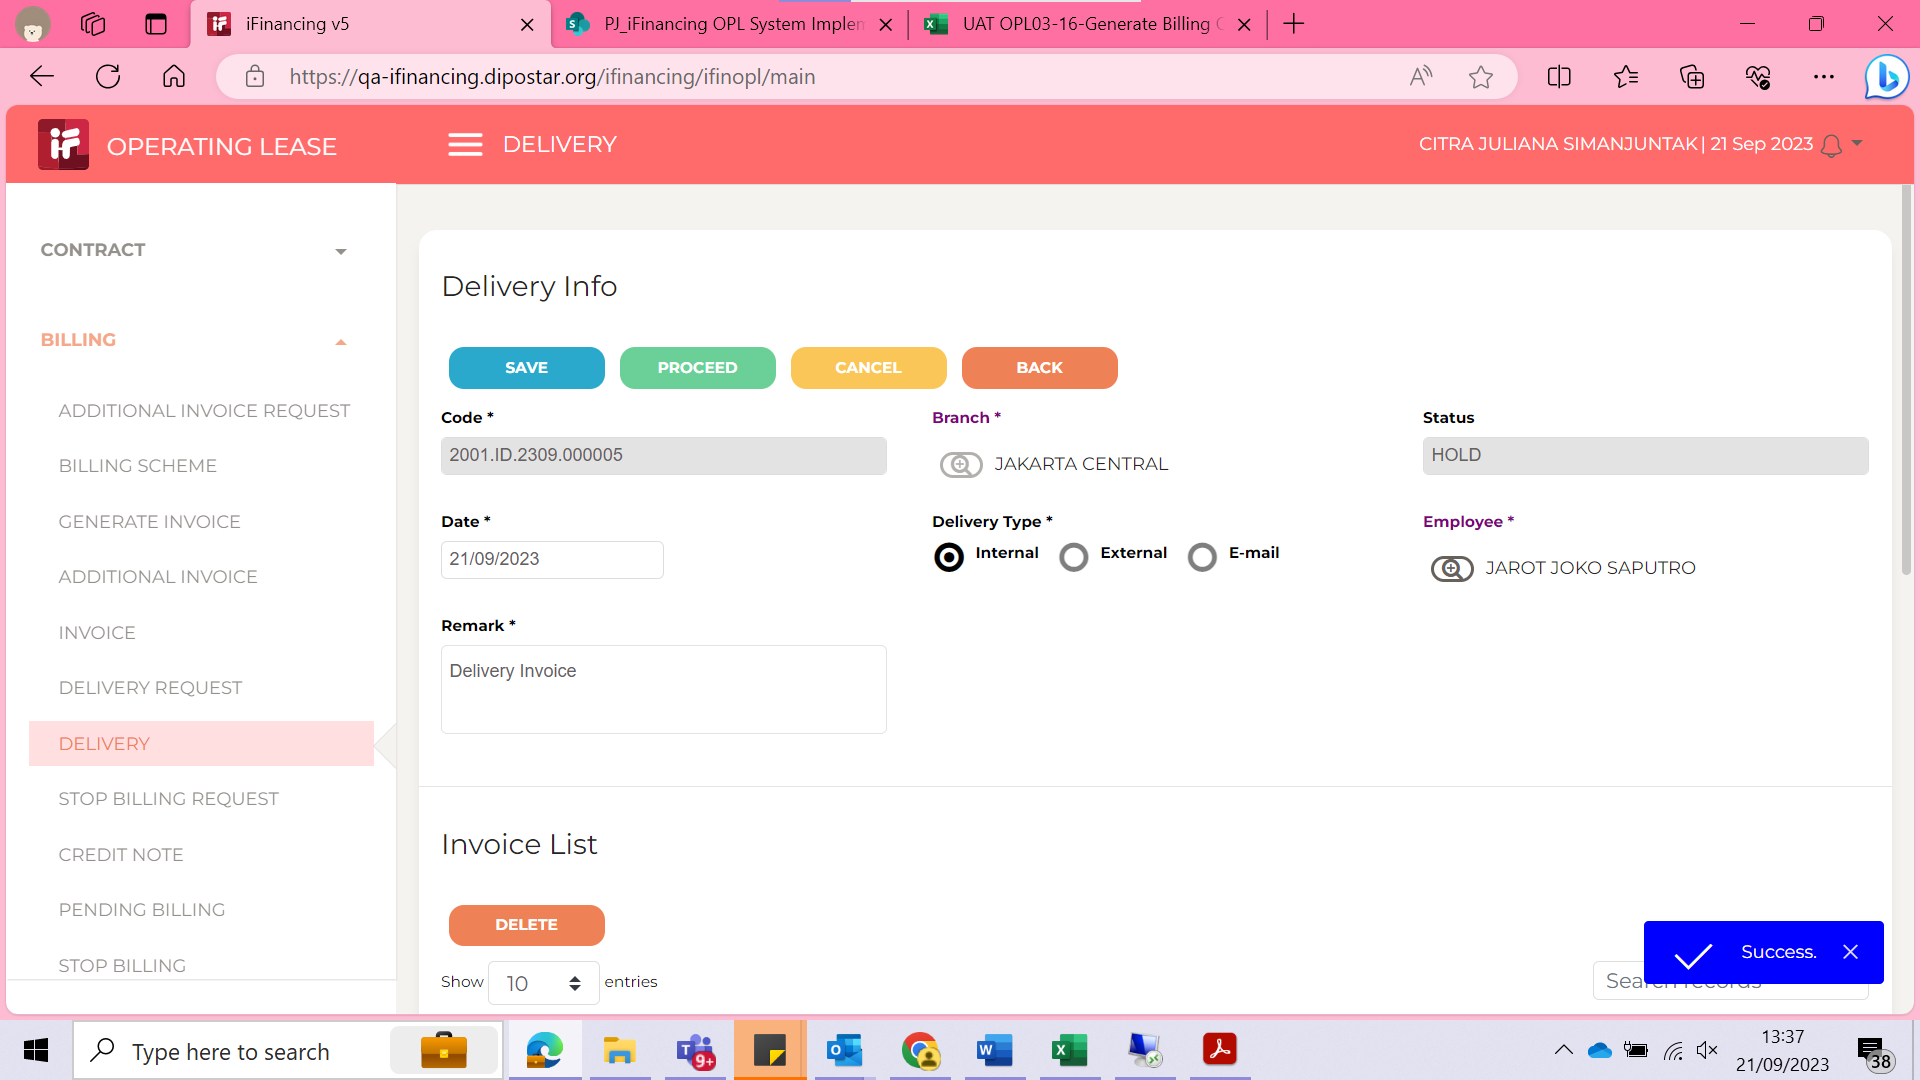 iFinancing v5
PJ_iFinancing OPL System Implem
UAT OPL03-16-Generate Billing
https://qa-ifinancing.dipostar.org/ifinancing/ifinopl/main
iF OPERATING LEASE
DELIVERY
CITRA JULIANA SIMANJUNTAK | 21 Sep 2023
CONTRACT
BILLING
ADDITIONAL INVOICE REQUEST
BILLING SCHEME
GENERATE INVOICE
ADDITIONAL INVOICE
INVOICE
DELIVERY REQUEST
DELIVERY
STOP BILLING REQUEST
CREDIT NOTE
PENDING BILLING
STOP BILLING
Delivery Info
SAVE PROCEED CANCEL BACK
Code * Branch * Status
2001.ID.2309.000005 JAKARTA CENTRAL HOLD
Date * Delivery Type * Employee *
21/09/2023 Internal External E-mail JAROT JOKO SAPUTRO
Remark *
Delivery Invoice
Invoice List
DELETE
Show 10 entries
Search records
Success.
Type here to search
9+
13:37
21/09/2023
38